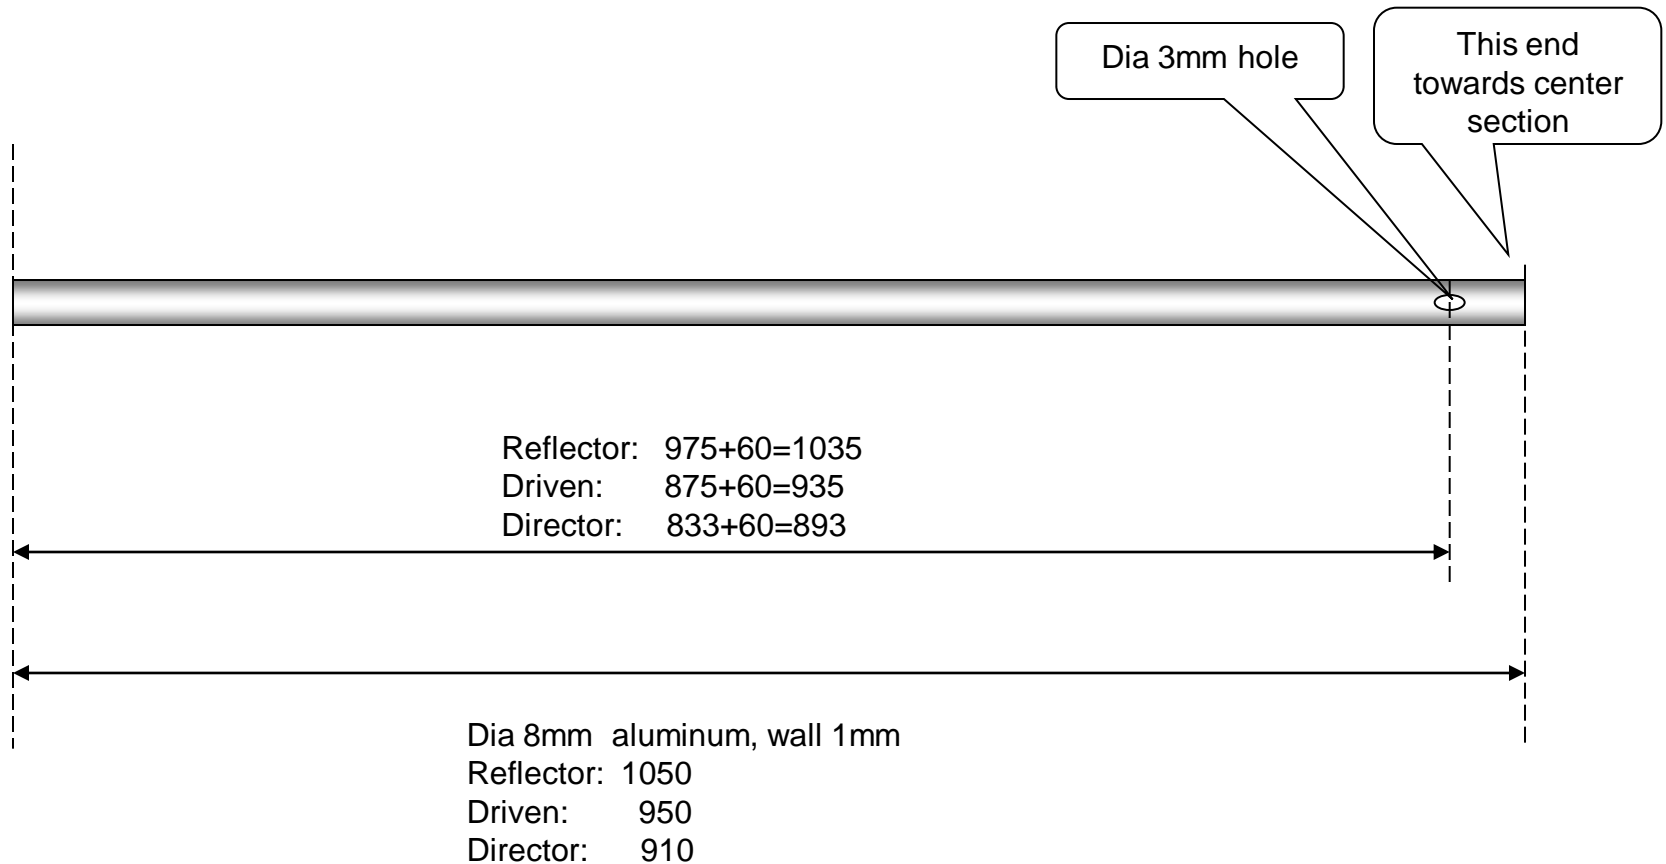 Dia 3mm hole
This end
towards center
section
Reflector: 975+60=1035
Driven: 875+60=935
Director: 833+60=893
Dia 8mm aluminum, wall 1mm
Reflector: 1050
Driven: 950
Director: 910